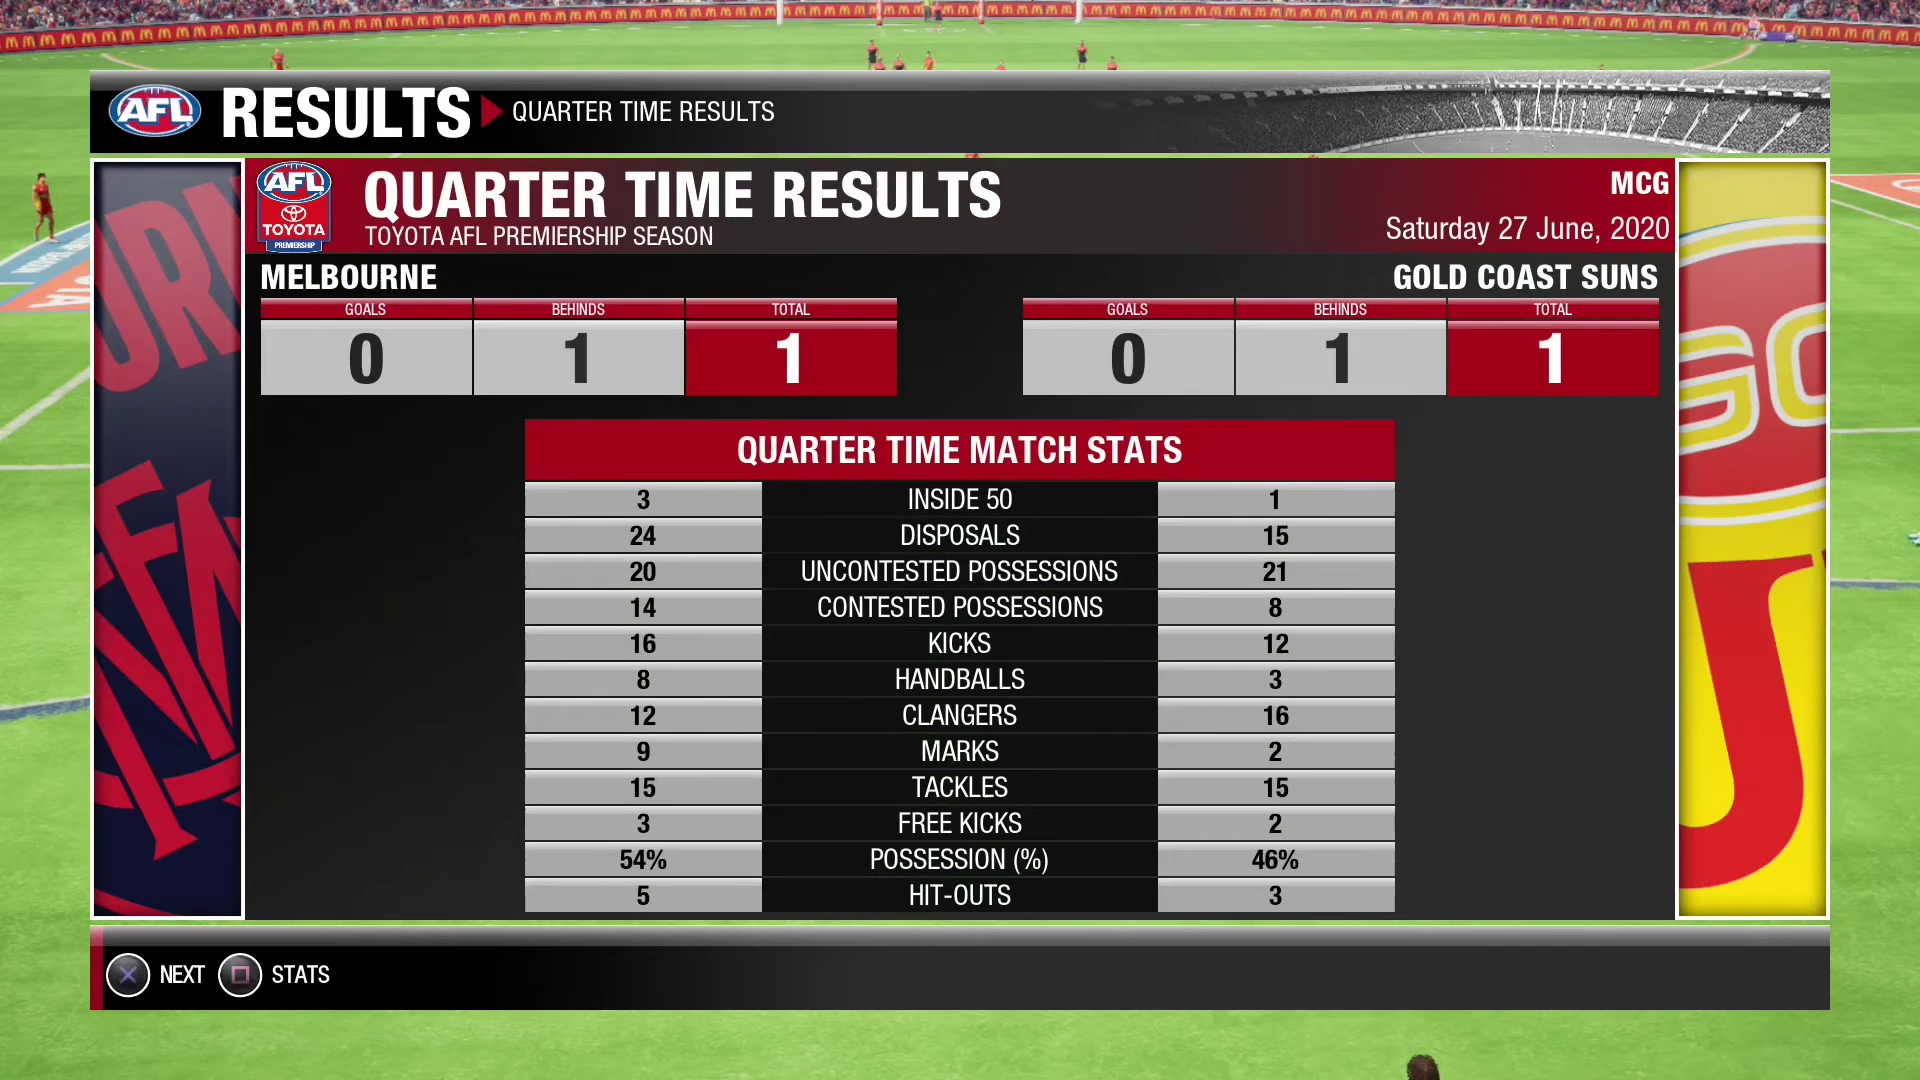 AFL RESULTS QUARTER TIME RESULTS
AFL TOYOTA PREMIERSHIP
QUARTER TIME RESULTS
TOYOTA AFL PREMIERSHIP SEASON
MCG
Saturday 27 June, 2020
MELBOURNE
GOLD COAST SUNS
GOALS BEHINDS TOTAL GOALS BEHINDS TOTAL
0 1 1 0 1 1
QUARTER TIME MATCH STATS
3 INSIDE 50 1
24 DISPOSALS 15
20 UNCONTESTED POSSESSIONS 21
14 CONTESTED POSSESSIONS 8
16 KICKS 12
8 HANDBALLS 3
12 CLANGERS 16
9 MARKS 2
15 TACKLES 15
3 FREE KICKS 2
54% POSSESSION (%) 46%
5 HIT-OUTS 3
NEXT STATS